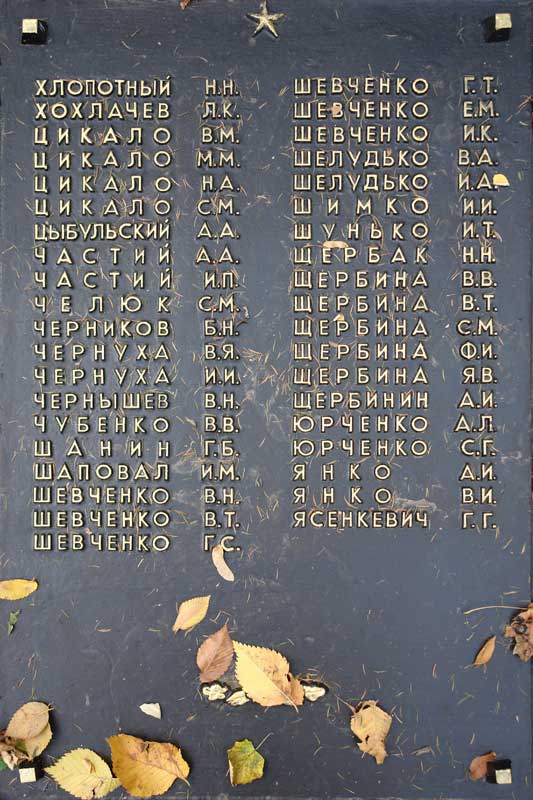 ХЛОПОТНЫЙ Н.Н.
ХОХЛАЧЕВ Л.К.
ЦИКАЛО В.М.
ЦИКАЛО М.М.
ЦИКАЛО Н.А.
ЦИКАЛО С.М.
ЦЫБУЛЬСКИЙ А.А.
ЧАСТИЙ А.А.
ЧАСТИЙ И.П.
ЧЕЛЮК С.М.
ЧЕРНИКОВ Б.Н.
ЧЕРНУХА В.Я.
ЧЕРНУХА И.И.
ЧЕРНЫШЕВ В.Н.
ЧУБЕНКО В.В.
ШАНИН Г.Б.
ШАПОВАЛ И.М.
ШЕВЧЕНКО В.Н.
ШЕВЧЕНКО В.Т.
ШЕВЧЕНКО Г.С.
ШЕВЧЕНКО Г.Т.
ШЕВЧЕНКО Е.М.
ШЕВЧЕНКО И.К.
ШЕЛУДЬКО В.А.
ШЕЛУДЬКО И.А.
ШИМКО И.И.
ШУНЬКО И.Т.
ЩЕРБАК Н.Н.
ЩЕРБИНА В.В.
ЩЕРБИНА В.Т.
ЩЕРБИНА С.М.
ЩЕРБИНА Ф.И.
ЩЕРБИНА Я.В.
ЩЕРБИНИН А.И.
ЮРЧЕНКО А.Л.
ЮРЧЕНКО С.Г.
ЯНКО А.И.
ЯНКО В.И.
ЯСЕНКЕВИЧ Г.Г.